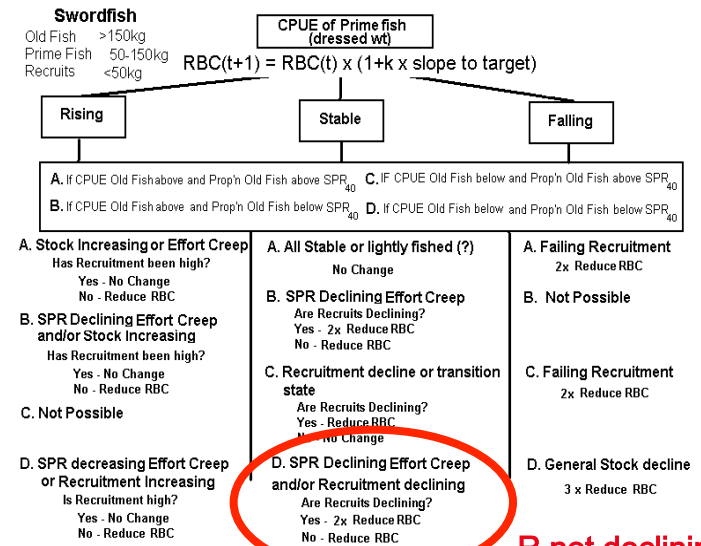 Swordfish
Old Fish >150kg
Prime Fish 50-150kg
Recruits <50kg
CPUE of Prime fish
(dressed wt)
RBC(t+1) = RBC(t) x (1+k x slope to target)
Rising
Stable
Falling
A. If CPUE Old Fishabove and Prop'n Old Fish above SPR40
C. IF CPUE Old Fish below and Prop'n Old Fish above SPR40
B. If CPUE Old Fishabove and Prop'n Old Fish below SPR40
D. If CPUE Old Fish below and Prop'n Old Fish below SPR40
A. Stock Increasing or Effort Creep
Has Recruitment been high?
Yes - No Change
No - Reduce RBC
B. SPR Declining Effort Creep
and/or Stock Increasing
Has Recruitment been high?
Yes - No Change
No - Reduce RBC
C. Not Possible
D. SPR decreasing Effort Creep
or Recruitment Increasing
Is Recruitment high?
Yes - No Change
No - Reduce RBC
A. All Stable or lightly fished (?)
No Change
B. SPR Declining Effort Creep
Are Recruits Declining?
Yes - 2x Reduce RBC
No - Reduce RBC
C. Recruitment decline or transition
state
Are Recruits Declining?
Yes - Reduce RBC
No - No Change
D. SPR Declining Effort Creep
and/or Recruitment declining
Are Recruits Declining?
Yes - 2x Reduce RBC
No - Reduce RBC
A. Failing Recruitment
2x Reduce RBC
B. Not Possible
C. Failing Recruitment
2x Reduce RBC
D. General Stock decline
3 x Reduce RBC
R not